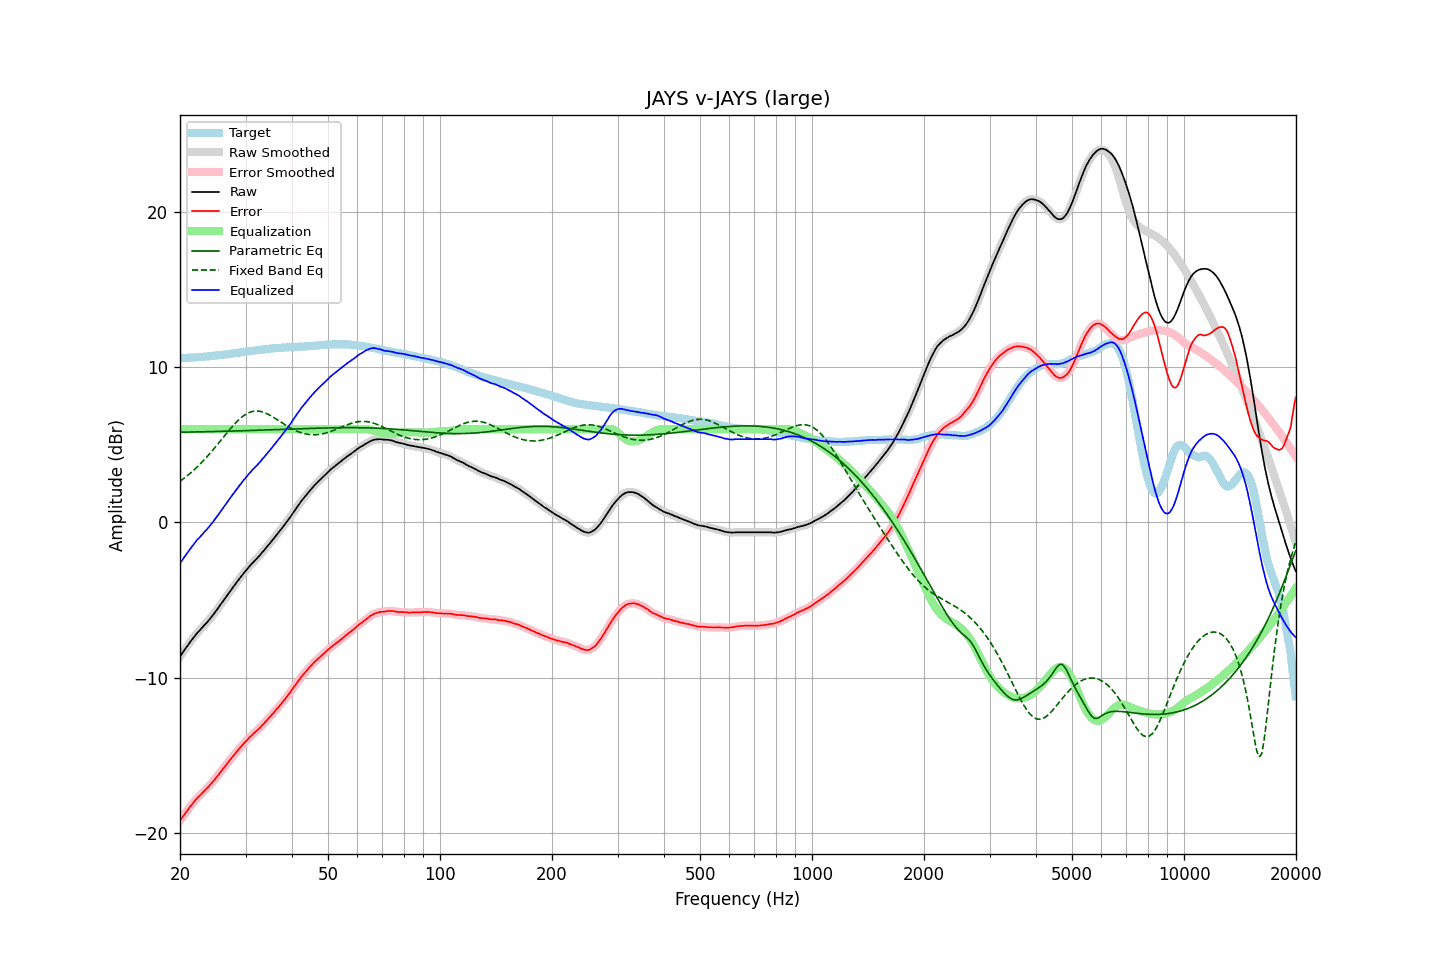 JAYS v-JAYS (large)
Target
Raw Smoothed
Error Smoothed
Raw
Error
Equalization
Parametric Eq
Fixed Band Eq
Equalized
Amplitude (dBr)
20
10
0
−10
−20
20
50
100
200
500
1000
2000
5000
10000
20000
Frequency (Hz)